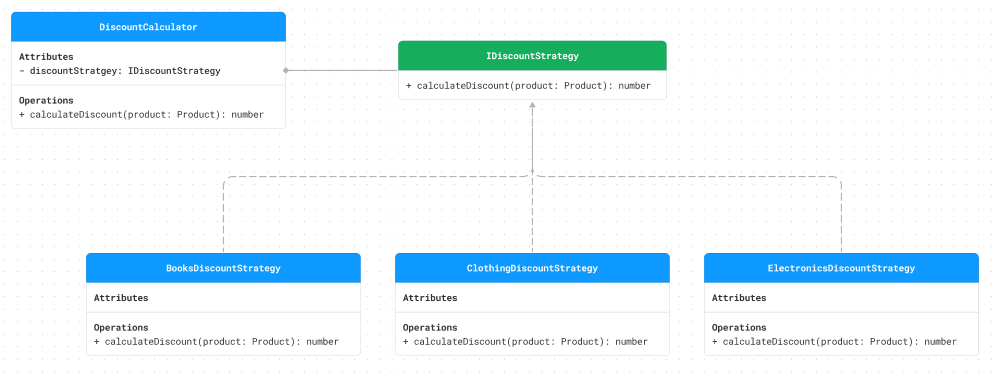 DiscountCalculator
Attributes
- discountStratgey: IDiscountStrategy
Operations
+ calculateDiscount(product: Product): number
IDiscountStrategy
+ calculateDiscount(product: Product): number
BooksDiscountStrategy
Attributes
Operations
+ calculateDiscount(product: Product): number
ClothingDiscountStrategy
Attributes
Operations
+ calculateDiscount(product: Product): number
ElectronicsDiscountStrategy
Attributes
Operations
+ calculateDiscount(product: Product): number